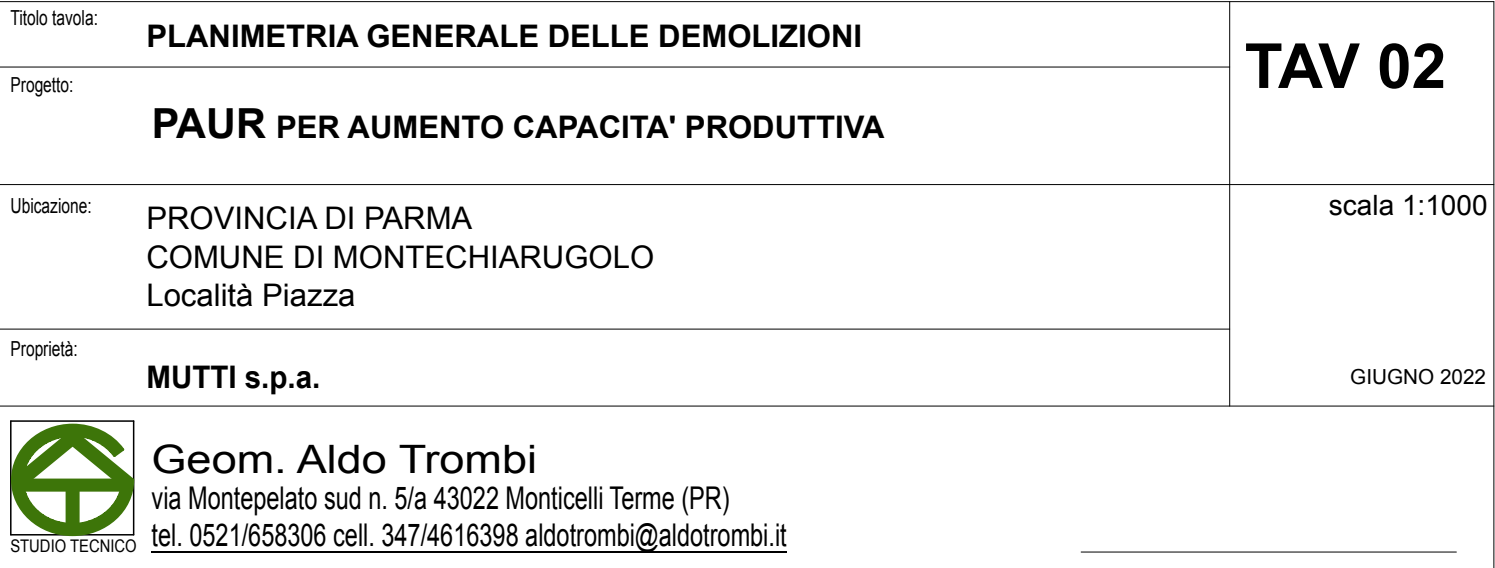 Titolo tavola:
PLANIMETRIA GENERALE DELLE DEMOLIZIONI
TAV 02
Progetto:
PAUR PER AUMENTO CAPACITA' PRODUTTIVA
Ubicazione:
PROVINCIA DI PARMA
COMUNE DI MONTECHIARUGOLO
Località Piazza
scala 1:1000
Proprietà:
MUTTI s.p.a.
GIUGNO 2022
STUDIO TECNICO
Geom. Aldo Trombi
via Montepelato sud n. 5/a 43022 Monticelli Terme (PR)
tel. 0521/658306 cell. 347/4616398 aldotrombi@aldotrombi.it